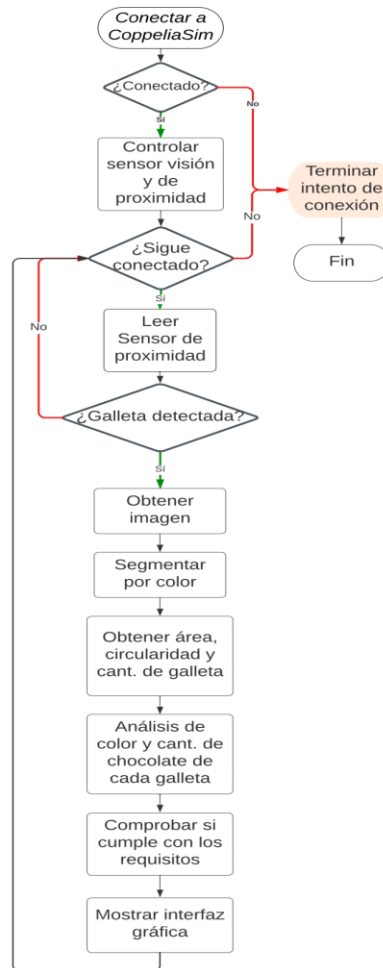 Conectar a
CoppeliaSim
¿Conectado?
No
Sí
Controlar
sensor visión
y de
proximidad
Terminar
intento de
conexión
No
¿Sigue
conectado?
Fin
Sí
No
Leer
Sensor de
proximidad
¿Galleta detectada?
Sí
Obtener
imagen
Segmentar
por color
Obtener área,
circularidad y
cant. de galleta
Análisis de
color y cant. de
chocolate de
cada galleta
Comprobar si
cumple con los
requisitos
Mostrar interfaz
gráfica